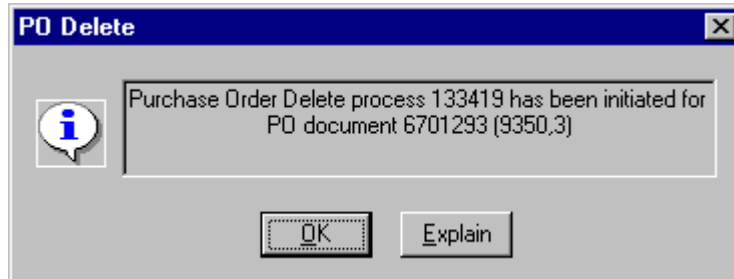 PO Delete
Purchase Order Delete process 133419 has been initiated for
PO document 6701293 (9350,3)
OK
Explain